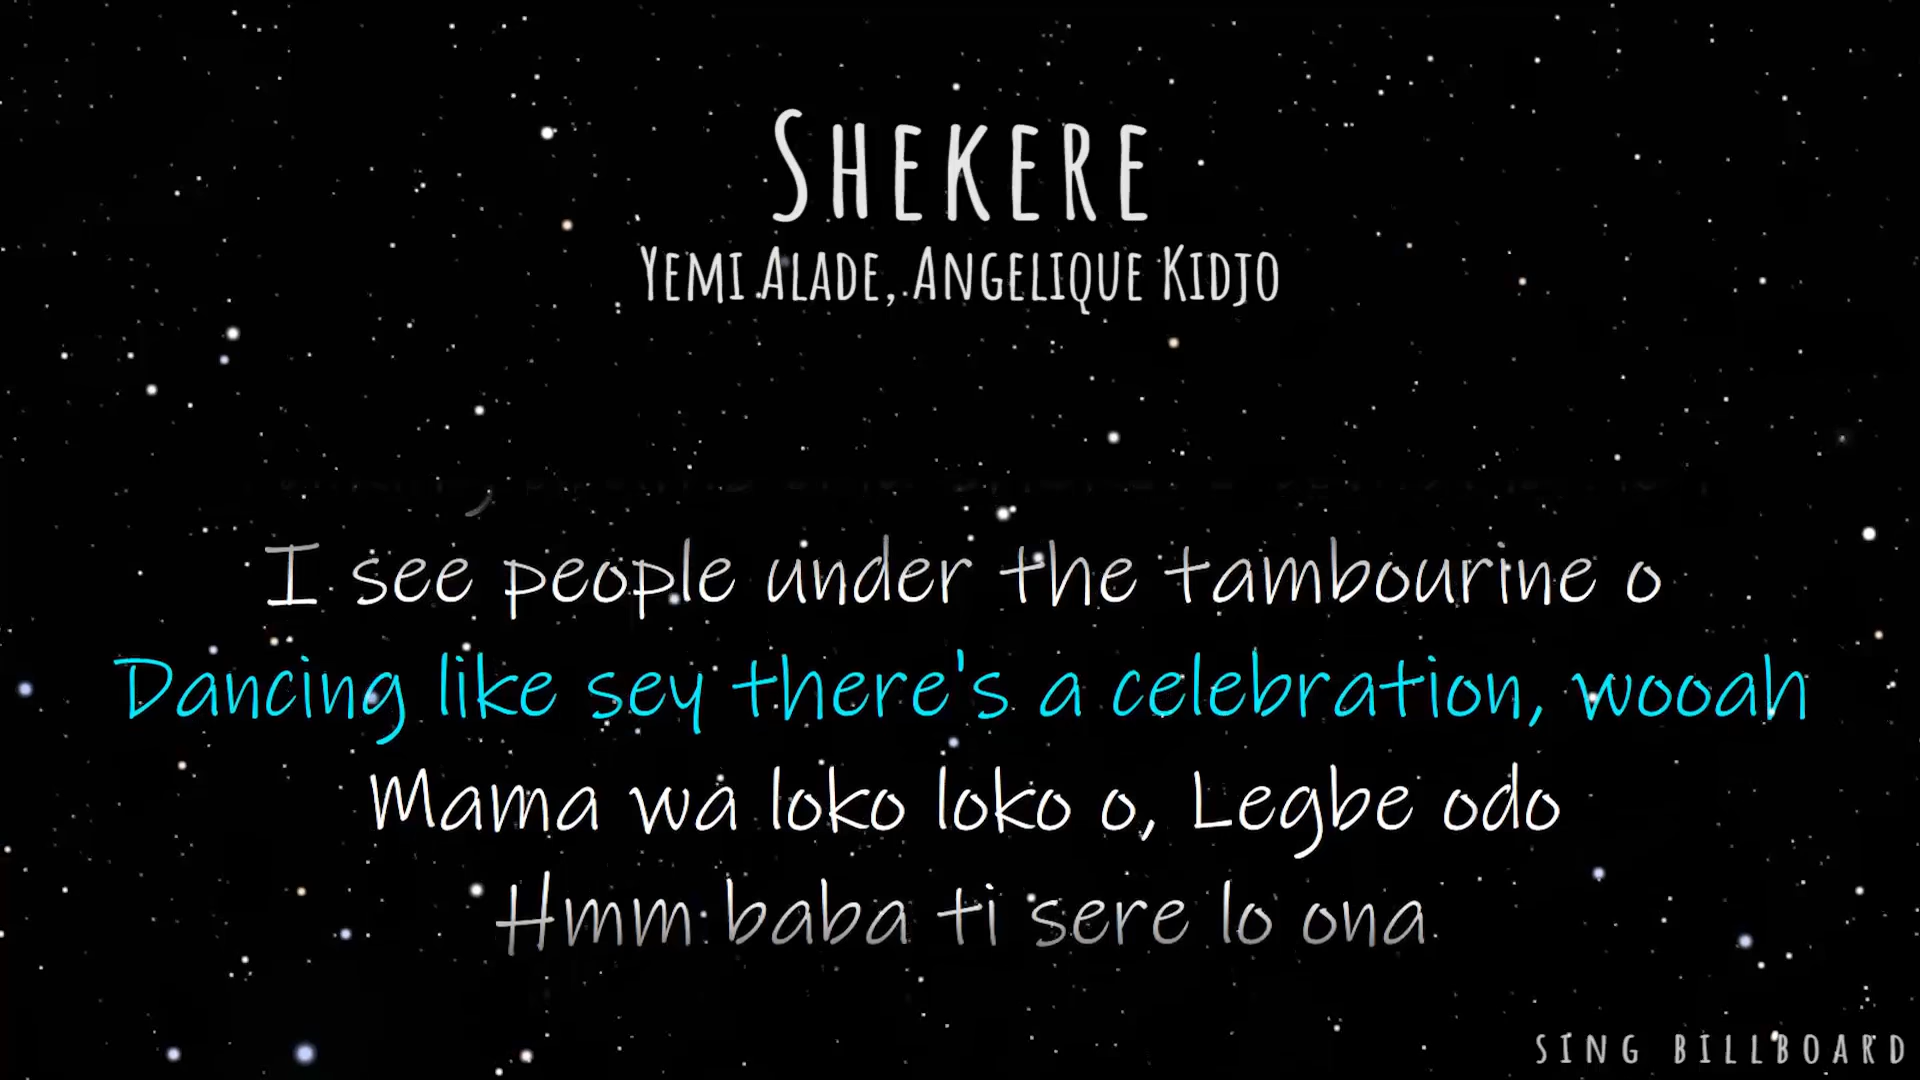 SHEKERE
YEMI ALADE, ANGELIQUE KIDJO
I see people under the tambourine o
Dancing like sey there's a celebration, wooah
Mama wa loko loko o, Legbe odo
Hmm baba ti sere lo ona
SING BILLBOARD